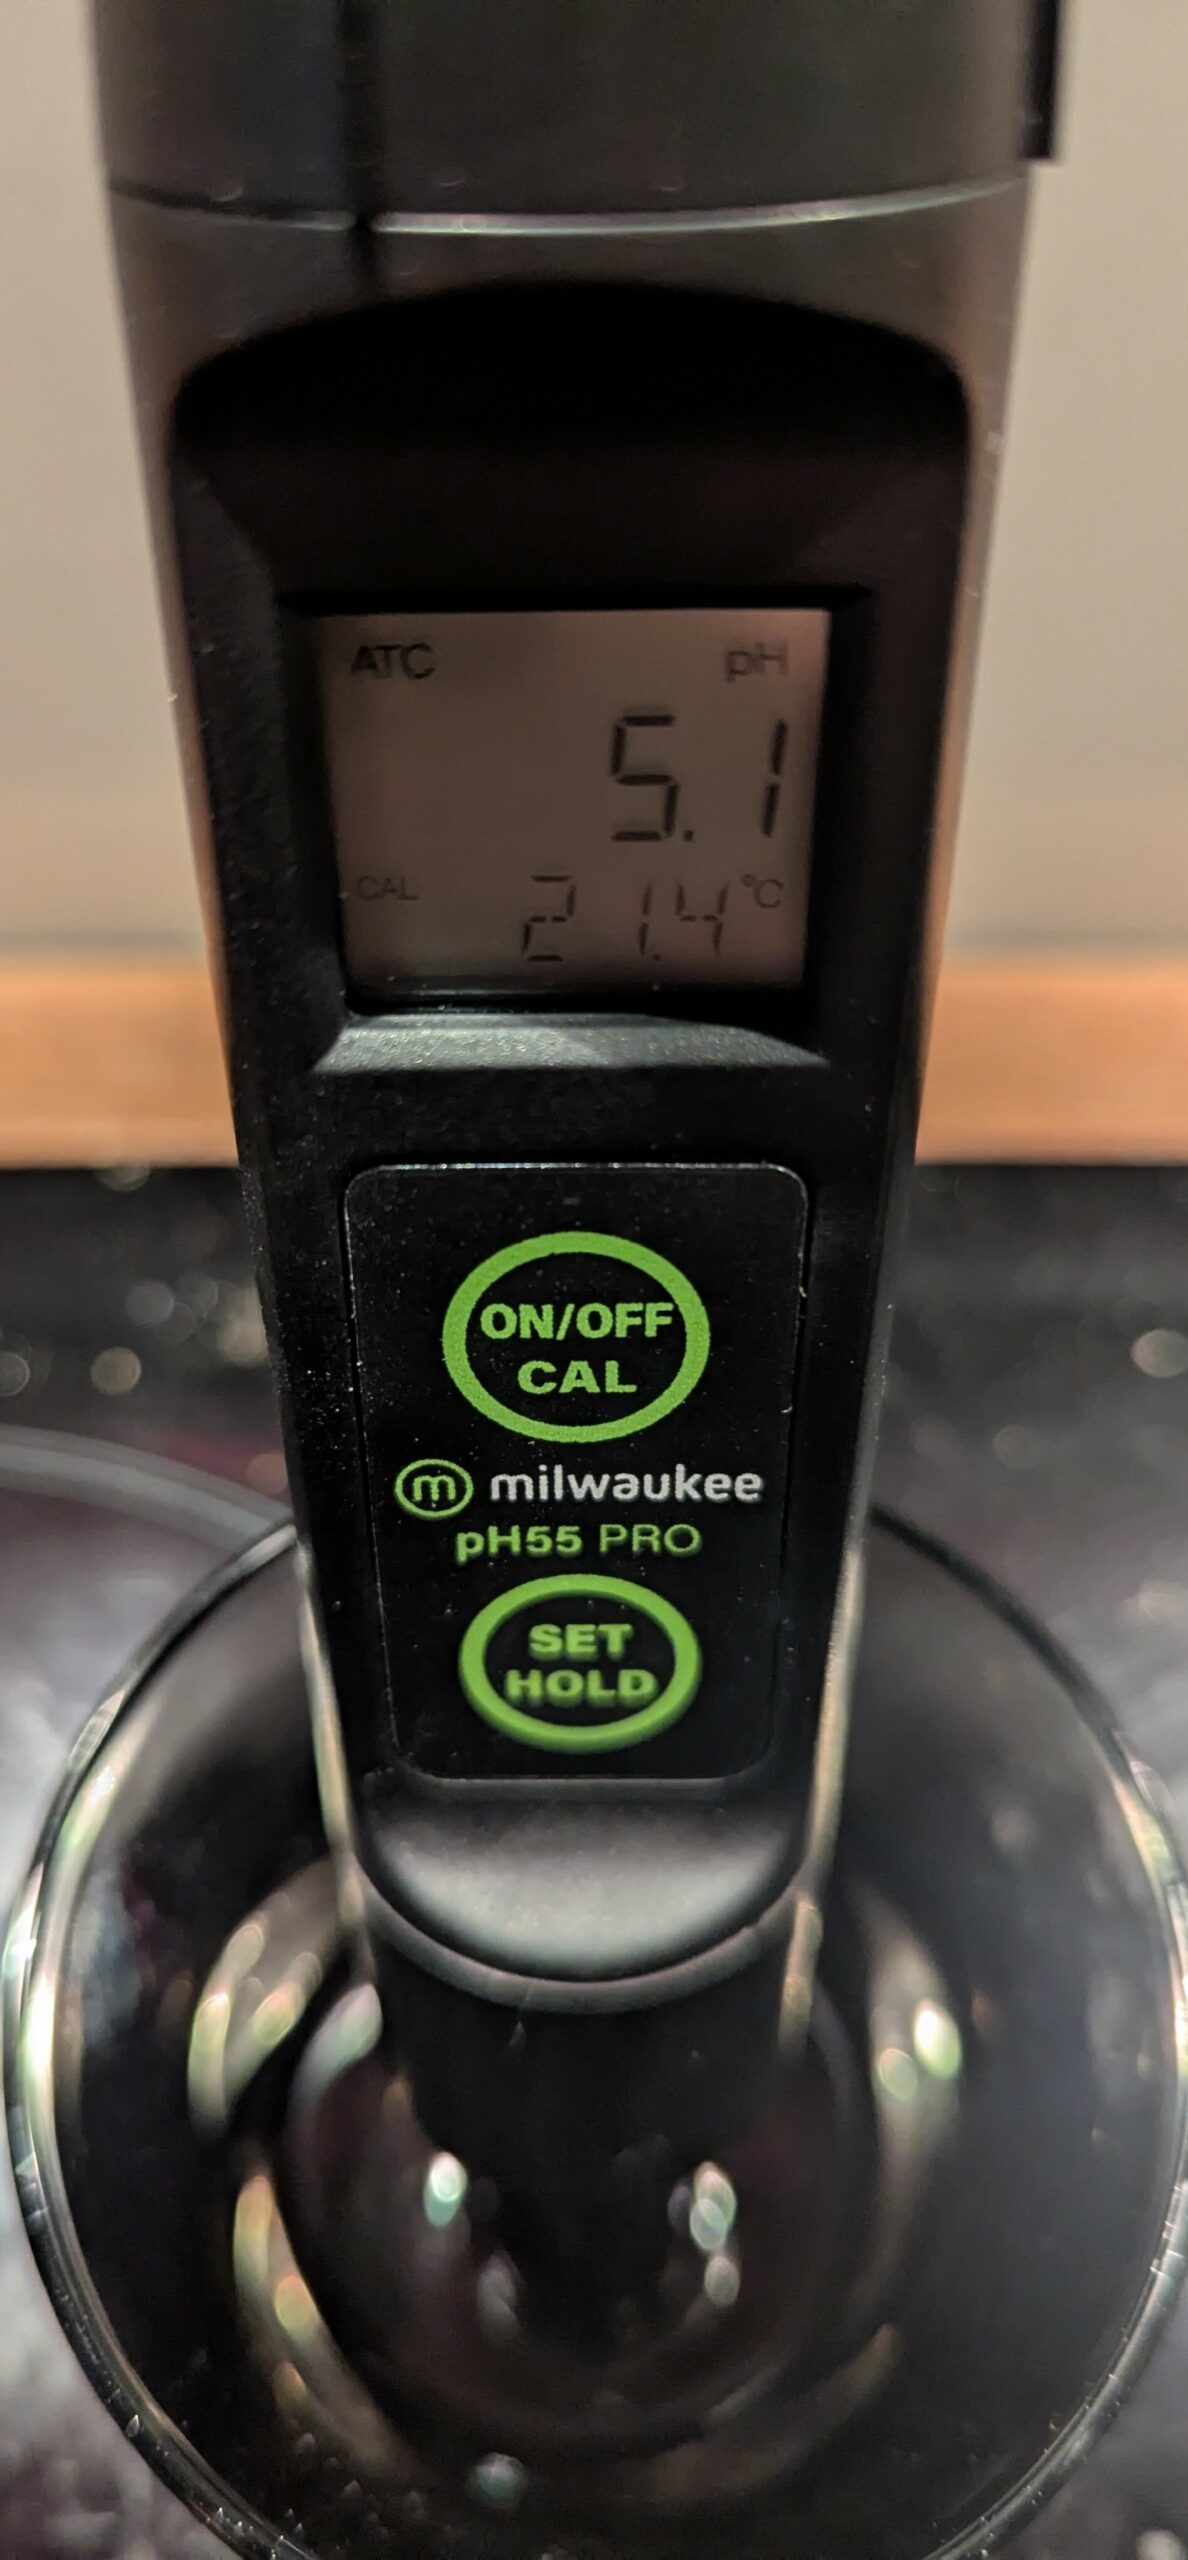 ATC pH
5.1
CAL 21.4 °C
ON/OFF
CAL
m milwaukee
pH55 PRO
SET
HOLD